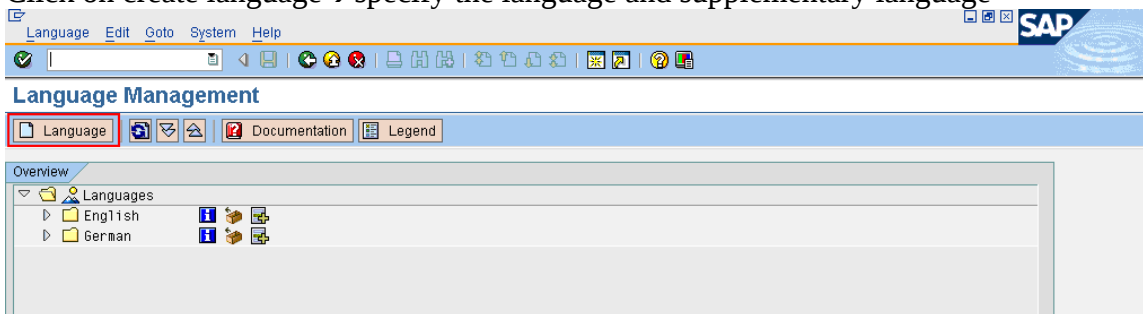 Click on create language → specify the language and supplementary language
Language Edit Goto System Help
SAP
Language Management
Language Documentation Legend
Overview
Languages
English
German